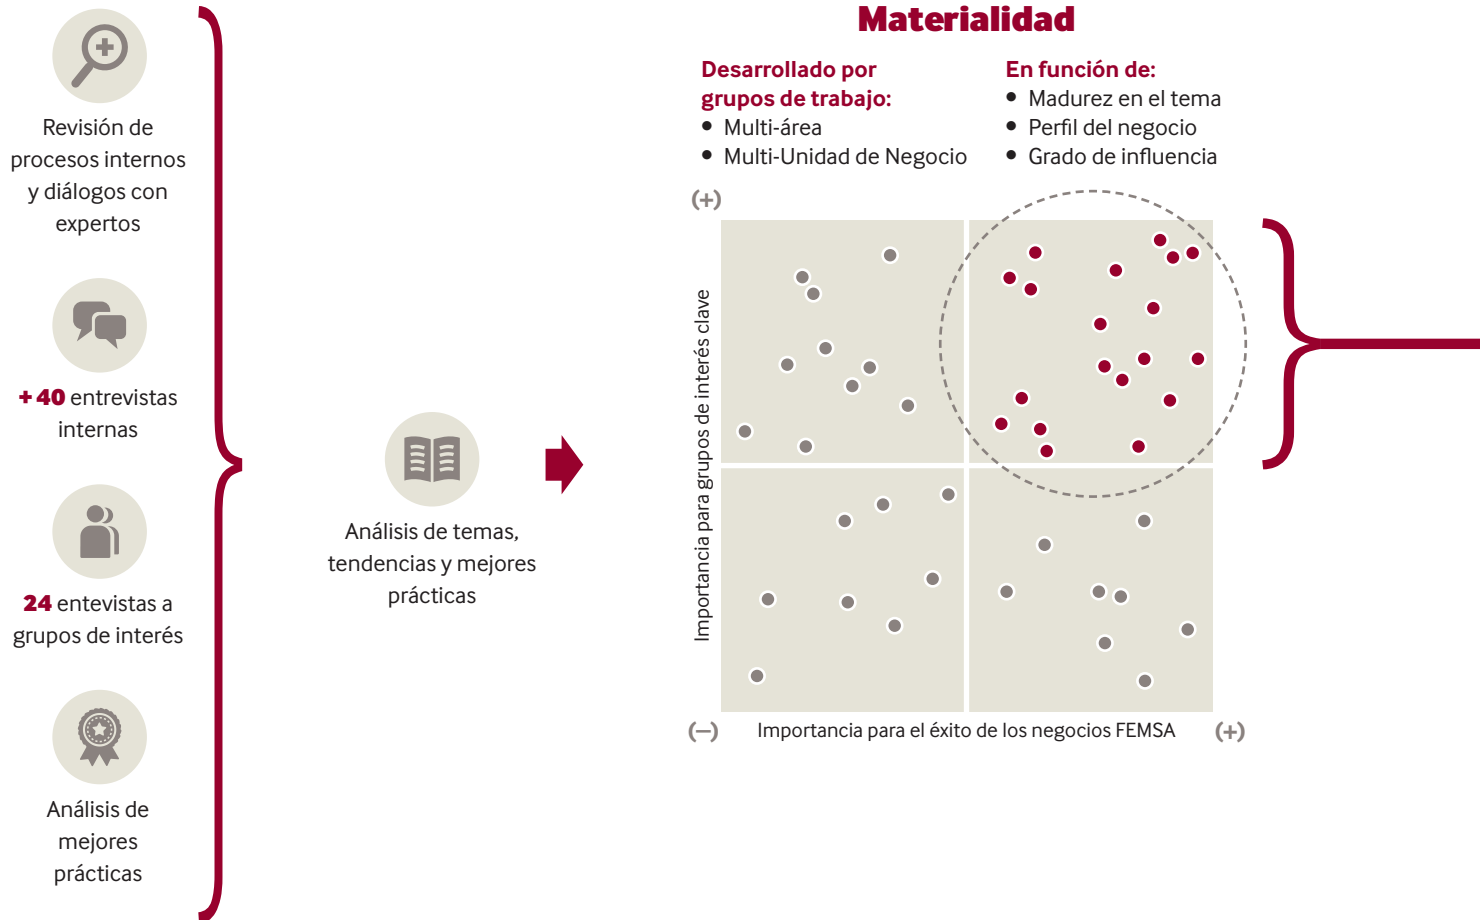 Revisión de
procesos internos
y diálogos con
expertos
+ 40 entrevistas
internas
24 entevistas a
grupos de interés
Análisis de
mejores
prácticas
Análisis de temas,
tendencias y mejores
prácticas
Materialidad
Desarrollado por
grupos de trabajo:
• Multi-área
• Multi-Unidad de Negocio
En función de:
• Madurez en el tema
• Perfil del negocio
• Grado de influencia
(+)
Importancia para grupos de interés clave
(–)
Importancia para el éxito de los negocios FEMSA
(+)